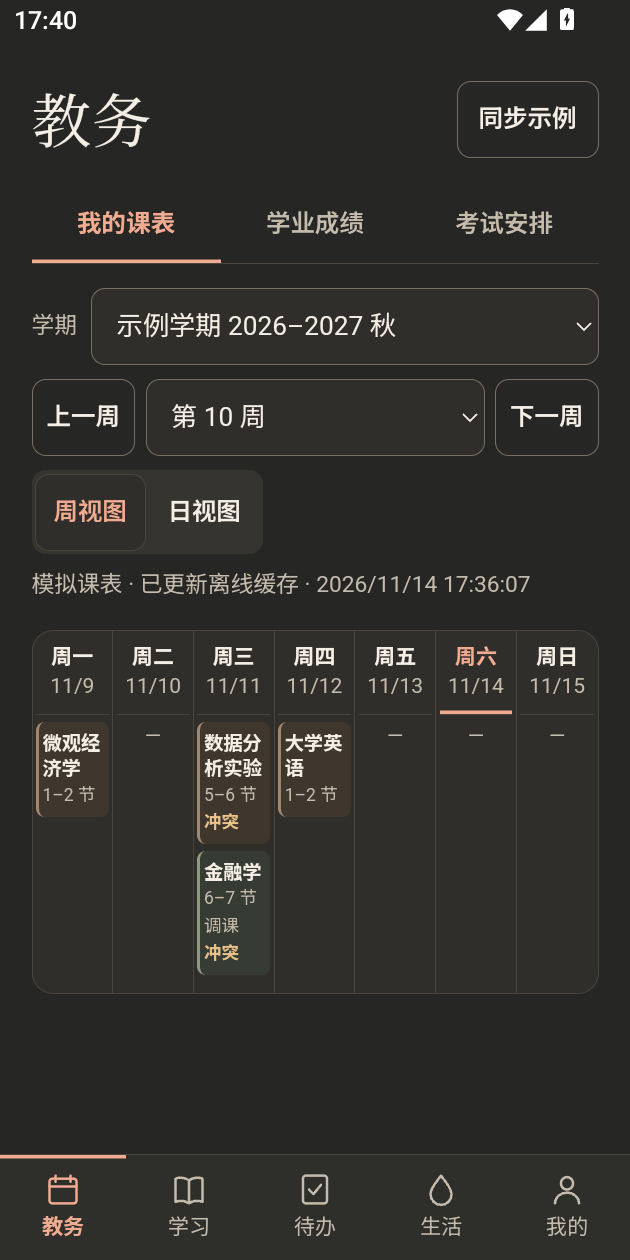 17:40
教务
同步示例
我的课表
学业成绩
考试安排
学期
示例学期 2026–2027 秋
上一周
第 10 周
下一周
周视图
日视图
模拟课表 · 已更新离线缓存 · 2026/11/14 17:36:07
周一
11/9
周二
11/10
周三
11/11
周四
11/12
周五
11/13
周六
11/14
周日
11/15
微观经
济学
1–2 节
—
数据分
析实验
5–6 节
冲突
金融学
6–7 节
调课
冲突
大学英
语
1–2 节
—
—
—
教务
学习
待办
生活
我的